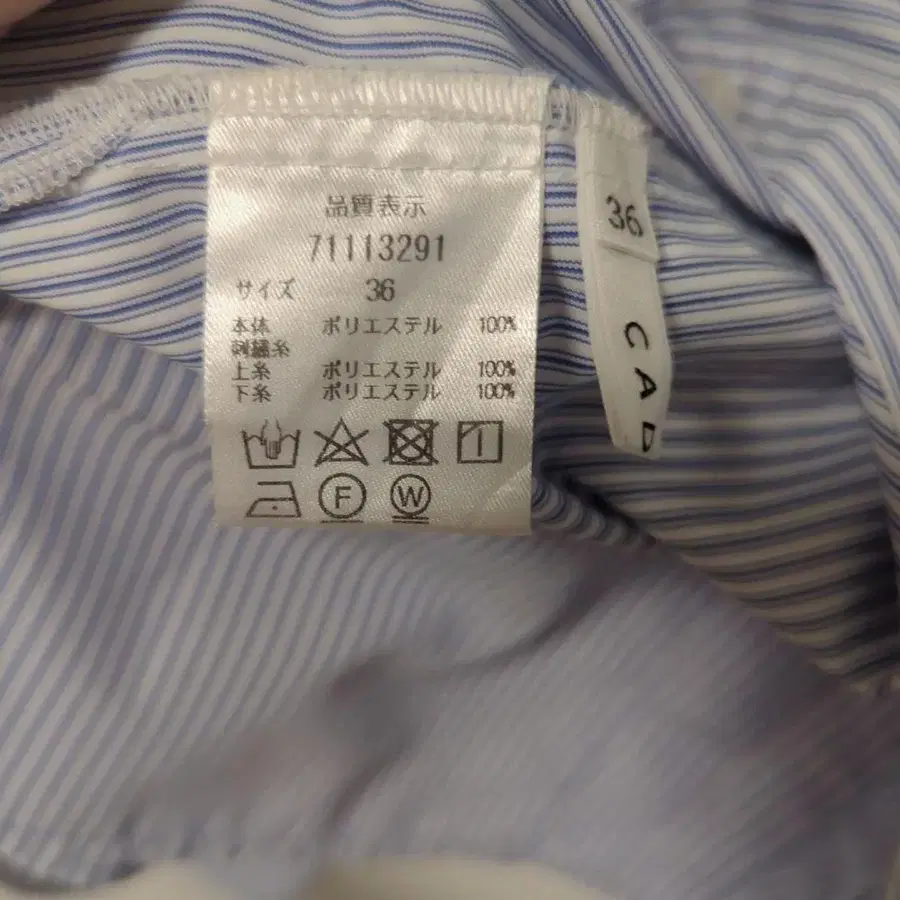 品質表示
71113291
サイズ 36
本体 ポリエステル 100%
刺繍糸
上糸 ポリエステル 100%
下糸 ポリエステル 100%
F W
36
CAD